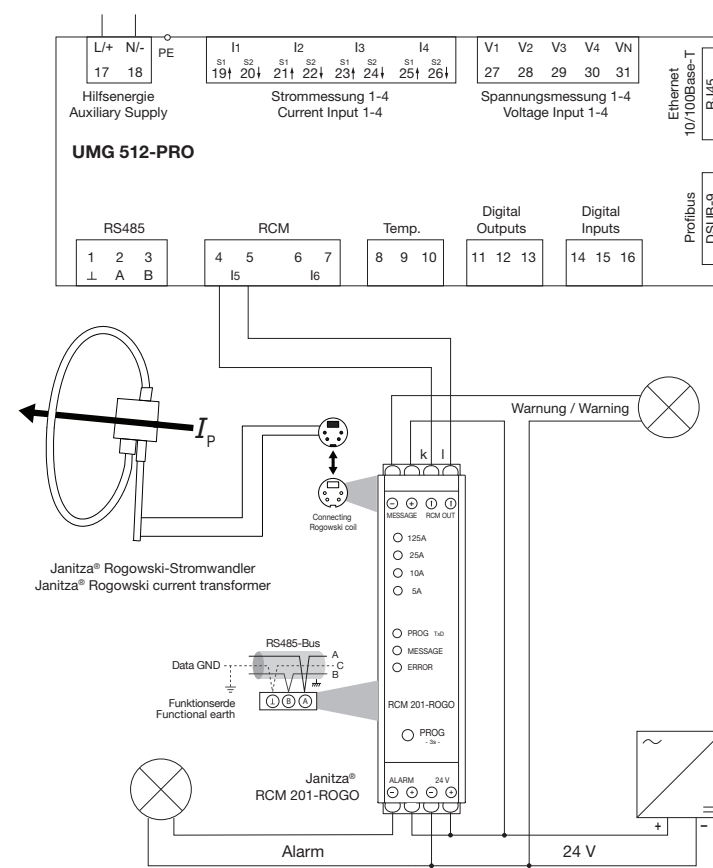 L/+ N/- PE
17 18
Hilfsenergie
Auxiliary Supply
I1 I2 I3 I4
S1 S2 S1 S2 S1 S2 S1 S2
19↑ 20↓ 21↑ 22↓ 23↑ 24↓ 25↑ 26↓
Strommessung 1-4
Current Input 1-4
V1 V2 V3 V4 VN
27 28 29 30 31
Spannungsmessung 1-4
Voltage Input 1-4
Ethernet
10/100Base-T
RJ45
UMG 512-PRO
Profibus
DSUB-9
RS485
1 2 3
⊥ A B
RCM
4 5 6 7
I5 I6
Temp.
8 9 10
Digital
Outputs
11 12 13
Digital
Inputs
14 15 16
IP
Warnung / Warning
k l
Connecting
Rogowski coil
MESSAGE RCM OUT
125A
25A
10A
5A
PROG TxD
MESSAGE
ERROR
RCM 201-ROGO
PROG
- 3s -
ALARM 24 V
Janitza® Rogowski-Stromwandler
Janitza® Rogowski current transformer
RS485-Bus
A
C
B
Data GND
⊥ B A
Funktionserde
Functional earth
Janitza®
RCM 201-ROGO
+ -
Alarm
24 V